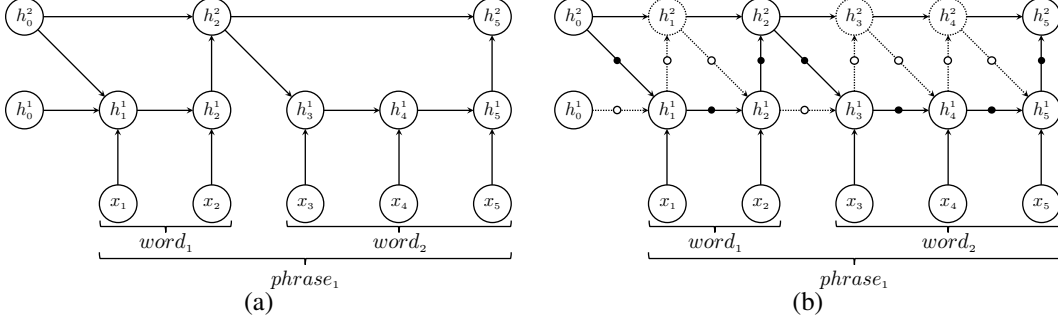 h_0^2 h_2^2 h_5^2 h_0^2 h_1^2 h_2^2 h_3^2 h_4^2 h_5^2
h_0^1 h_1^1 h_2^1 h_3^1 h_4^1 h_5^1 h_0^1 h_1^1 h_2^1 h_3^1 h_4^1 h_5^1
x_1 x_2 x_3 x_4 x_5 x_1 x_2 x_3 x_4 x_5
word_1 word_2 word_1 word_2
phrase_1 phrase_1
(a) (b)